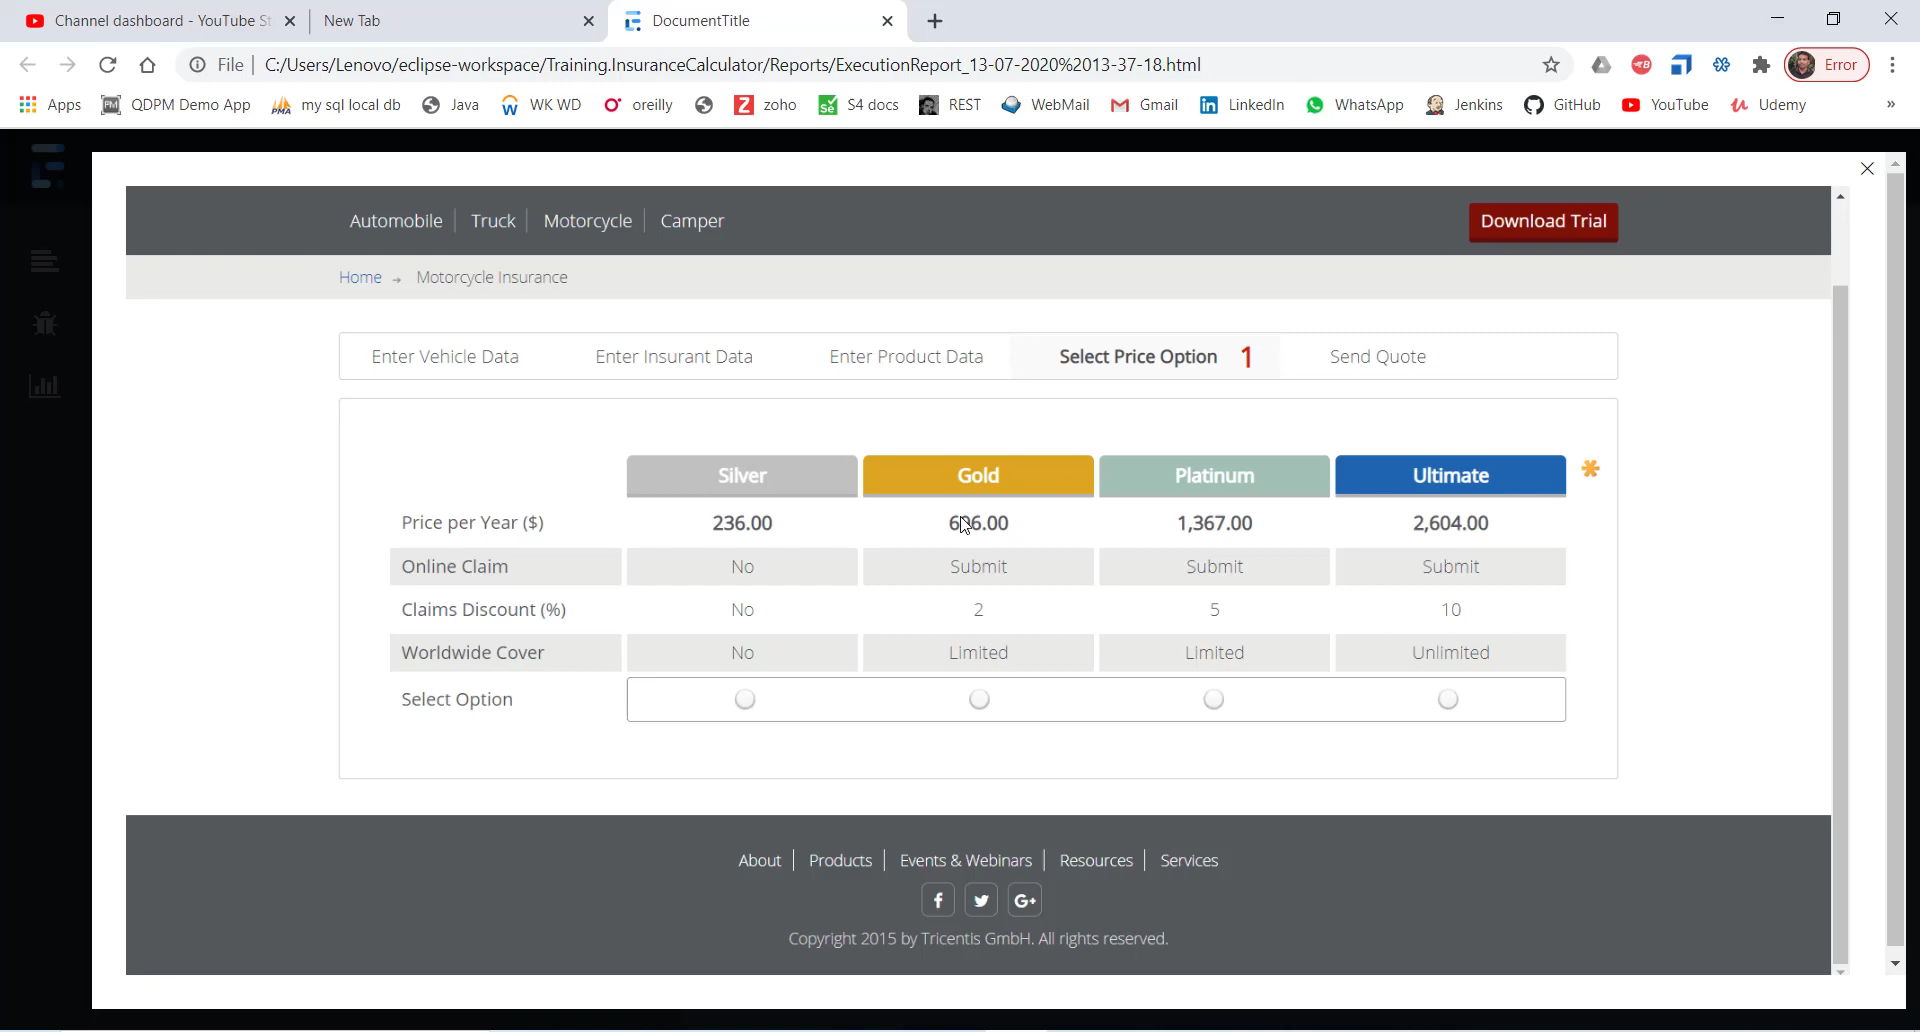 Channel dashboard - YouTube St
New Tab
DocumentTitle
File C:/Users/Lenovo/eclipse-workspace/Training.InsuranceCalculator/Reports/ExecutionReport_13-07-2020%2013-37-18.html
Error
Apps PM QDPM Demo App PMA my sql local db Java WK WD oreilly Z zoho Se S4 docs REST WebMail Gmail in LinkedIn WhatsApp Jenkins GitHub YouTube Udemy »
Automobile Truck Motorcycle Camper Download Trial
Home → Motorcycle Insurance
Enter Vehicle Data Enter Insurant Data Enter Product Data Select Price Option 1 Send Quote
Silver Gold Platinum Ultimate *
Price per Year ($) 236.00 1,367.00 2,604.00
Online Claim No Submit Submit Submit
Claims Discount (%) No 2 5 10
Worldwide Cover No Limited Limited Unlimited
Select Option
About Products Events & Webinars Resources Services
f G+
Copyright 2015 by Tricentis GmbH. All rights reserved.